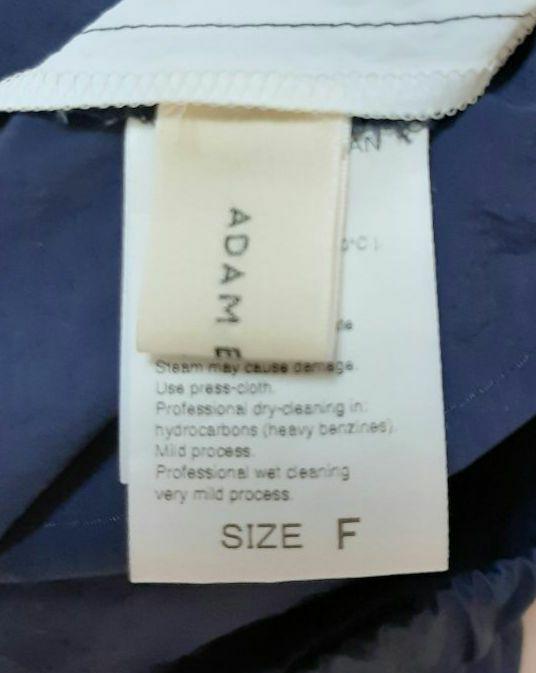 ADAM E
Steam may cause damage.
Use press-cloth.
Professional dry-cleaning in:
hydrocarbons (heavy benzines).
Mild process.
Professional wet cleaning
very mild process.
SIZE F